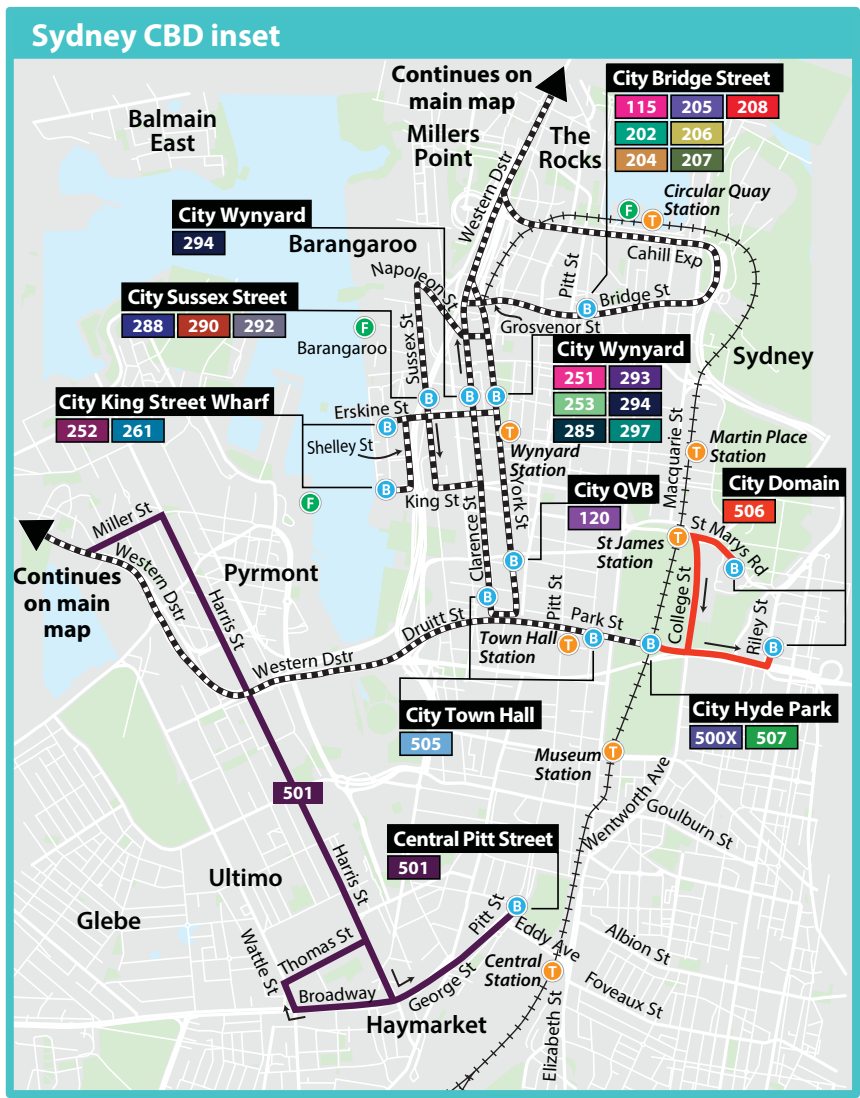 Sydney CBD inset
Continues on
main map
City Bridge Street
115 205 208
202 206
204 207
Balmain
East
Millers
Point
The
Rocks
Western Dstr
F
T
Circular Quay
Station
City Wynyard
294
Barangaroo
Cahill Exp
Pitt St
Napoleon St
B
Bridge St
Grosvenor St
City Sussex Street
288 290 292
F
Barangaroo
Sussex St
City Wynyard
251 293
253 294
285 297
Sydney
City King Street Wharf
252 261
B
B
B
Erskine St
B
Shelley St
T
Wynyard
Station
Macquarie St
T
Martin Place
Station
B
King St
F
Clarence St
York St
City QVB
120
City Domain
506
Miller St
St Marys Rd
T
St James
Station
B
B
Continues
on main
map
Western Dstr
Pyrmont
Harris St
B
Pitt St
College St
Riley St
Druitt St
Park St
Town Hall
Station
T
B
B
B
Western Dstr
City Town Hall
505
City Hyde Park
500X 507
Museum
Station
T
Wentworth Ave
501
Goulburn St
Central Pitt Street
501
Harris St
Ultimo
Glebe
Pitt St
B
Eddy Ave
Albion St
Wattle St
Thomas St
Central
Station
T
George St
Broadway
Foveaux St
Haymarket
Elizabeth St